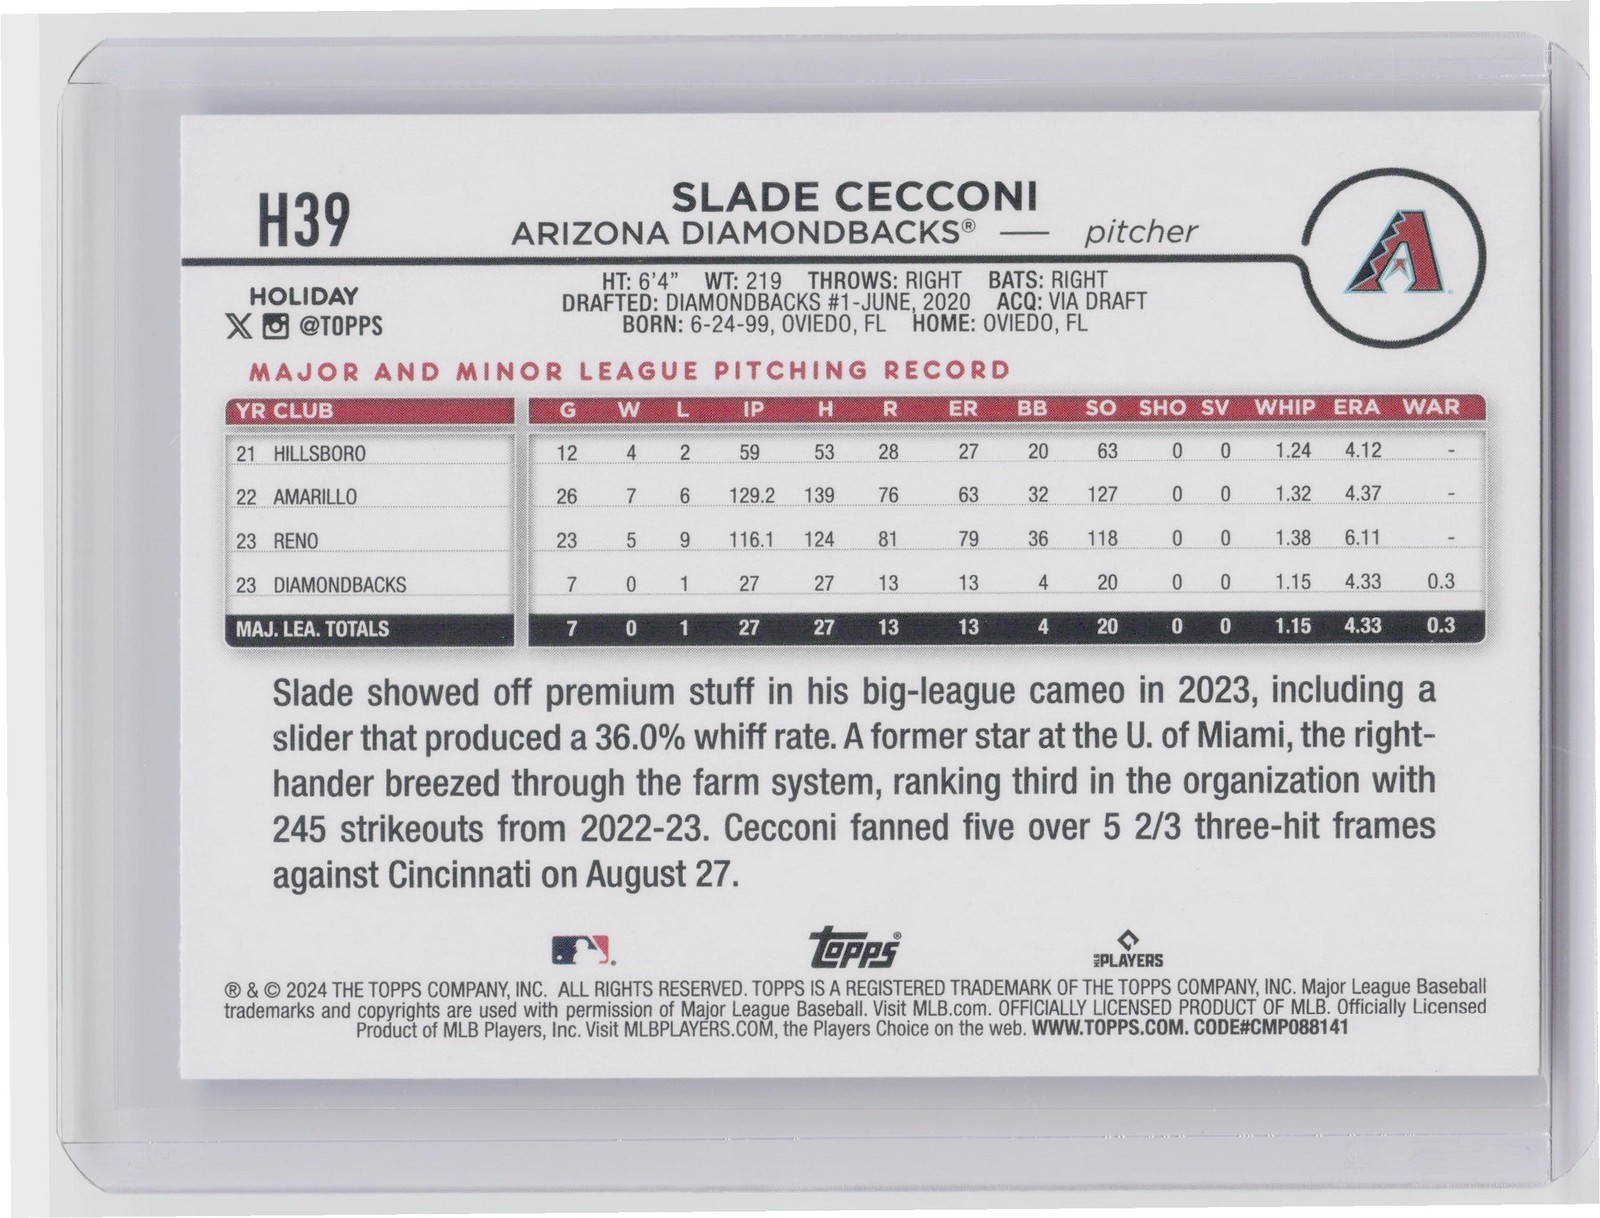 H39
SLADE CECCONI
ARIZONA DIAMONDBACKS® — pitcher
HOLIDAY
X @TOPPS
HT: 6'4" WT: 219 THROWS: RIGHT BATS: RIGHT
DRAFTED: DIAMONDBACKS #1-JUNE, 2020 ACQ: VIA DRAFT
BORN: 6-24-99, OVIEDO, FL HOME: OVIEDO, FL
A
MAJOR AND MINOR LEAGUE PITCHING RECORD
YR CLUB G W L IP H R ER BB SO SHO SV WHIP ERA WAR
21 HILLSBORO 12 4 2 59 53 28 27 20 63 0 0 1.24 4.12 -
22 AMARILLO 26 7 6 129.2 139 76 63 32 127 0 0 1.32 4.37 -
23 RENO 23 5 9 116.1 124 81 79 36 118 0 0 1.38 6.11 -
23 DIAMONDBACKS 7 0 1 27 27 13 13 4 20 0 0 1.15 4.33 0.3
MAJ. LEA. TOTALS 7 0 1 27 27 13 13 4 20 0 0 1.15 4.33 0.3
Slade showed off premium stuff in his big-league cameo in 2023, including a
slider that produced a 36.0% whiff rate. A former star at the U. of Miami, the right-
hander breezed through the farm system, ranking third in the organization with
245 strikeouts from 2022-23. Cecconi fanned five over 5 2/3 three-hit frames
against Cincinnati on August 27.
Topps®
MLB PLAYERS
® & © 2024 THE TOPPS COMPANY, INC. ALL RIGHTS RESERVED. TOPPS IS A REGISTERED TRADEMARK OF THE TOPPS COMPANY, INC. Major League Baseball
trademarks and copyrights are used with permission of Major League Baseball. Visit MLB.com. OFFICIALLY LICENSED PRODUCT OF MLB. Officially Licensed
Product of MLB Players, Inc. Visit MLBPLAYERS.COM, the Players Choice on the web. WWW.TOPPS.COM. CODE#CMP088141